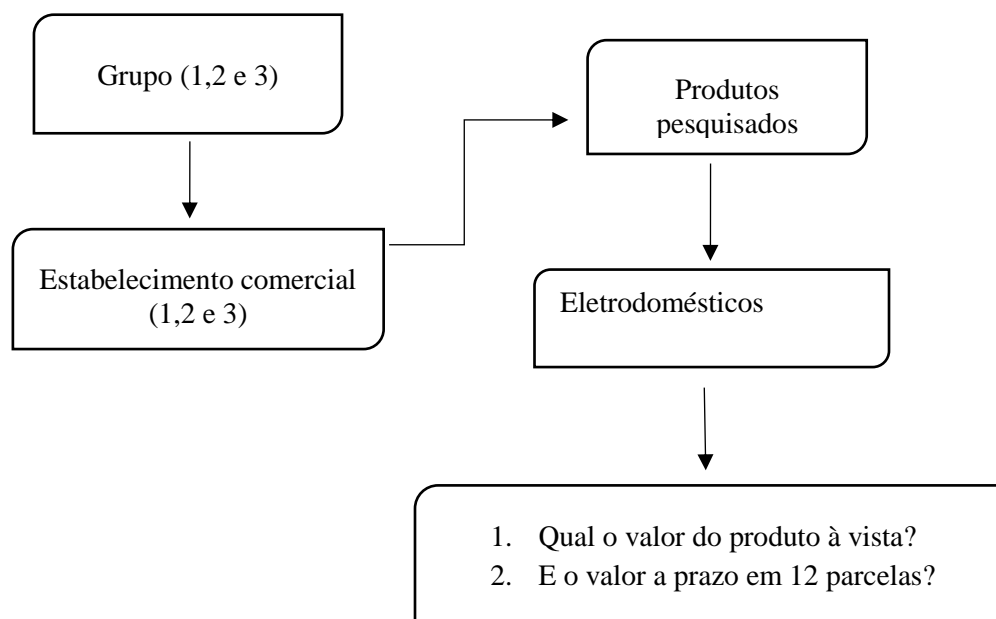 Grupo (1,2 e 3)
Estabelecimento comercial
(1,2 e 3)
Produtos
pesquisados
Eletrodomésticos
1. Qual o valor do produto à vista?
2. E o valor a prazo em 12 parcelas?